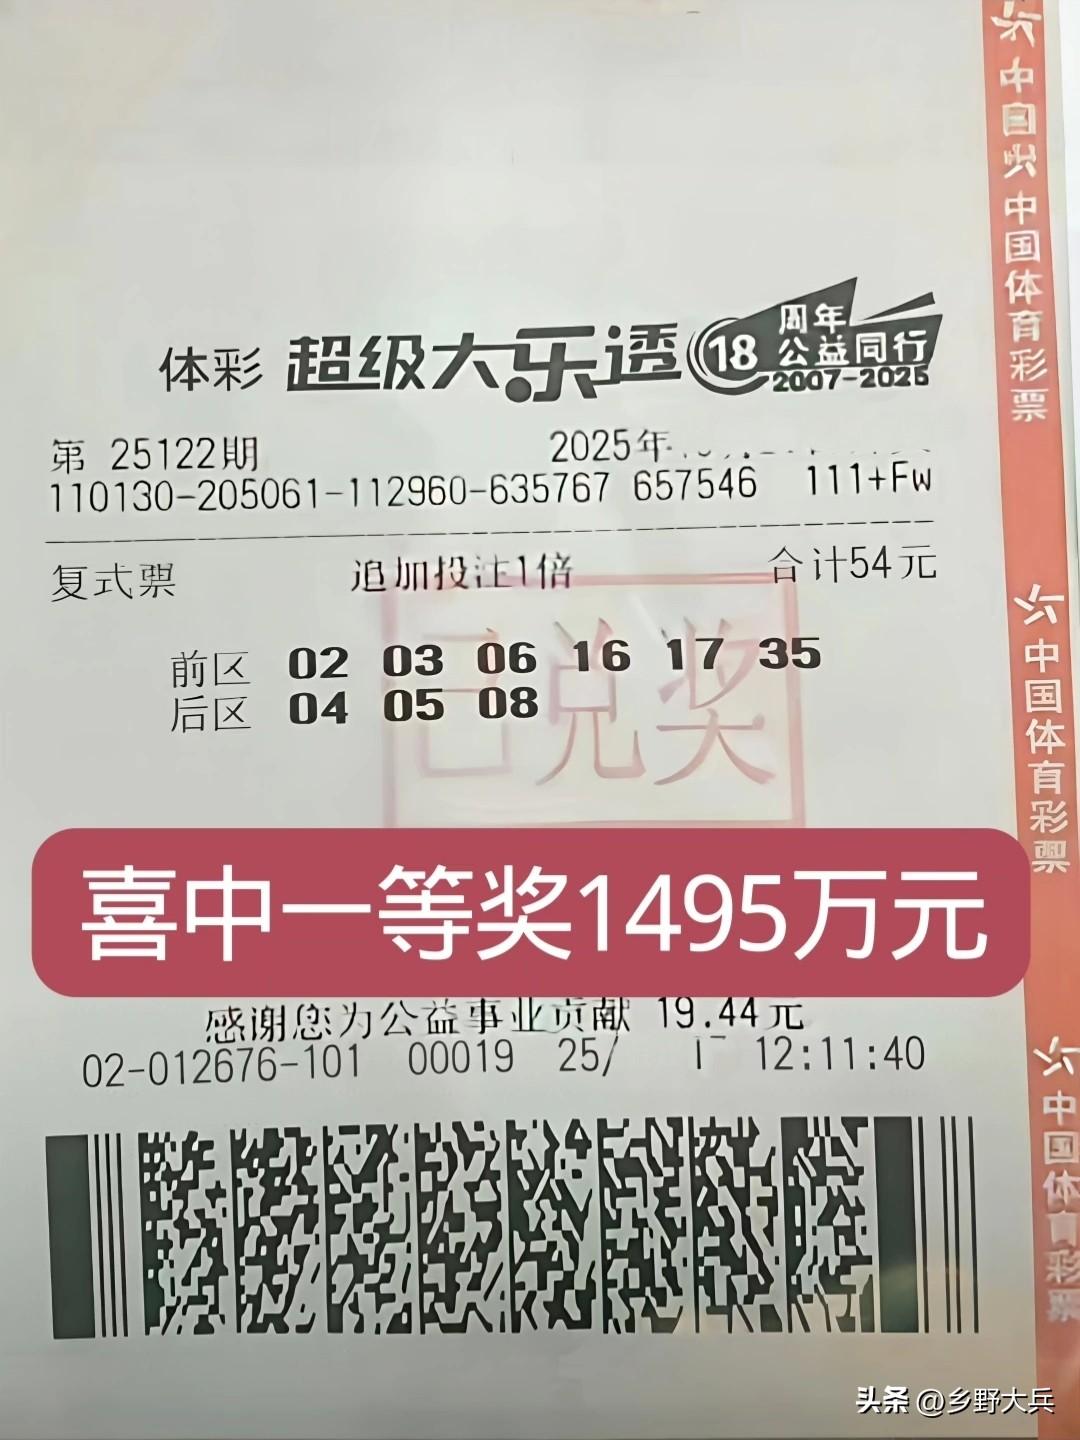 体彩 超级大乐透 18 周年
公益同行
2007-2025
第 25122期 2025年
110130-205061-112960-635767 657546 111+Fw
复式票 追加投注1倍 合计54元
前区 02 03 06 16 17 35
后区 04 05 08
已兑奖
喜中一等奖1495万元
感谢您为公益事业贡献 19.44元
02-012676-101 00019 25/ 12:11:40
中国
中国体育彩票
中国体育彩票
中国体育彩票
头条 @乡野大兵